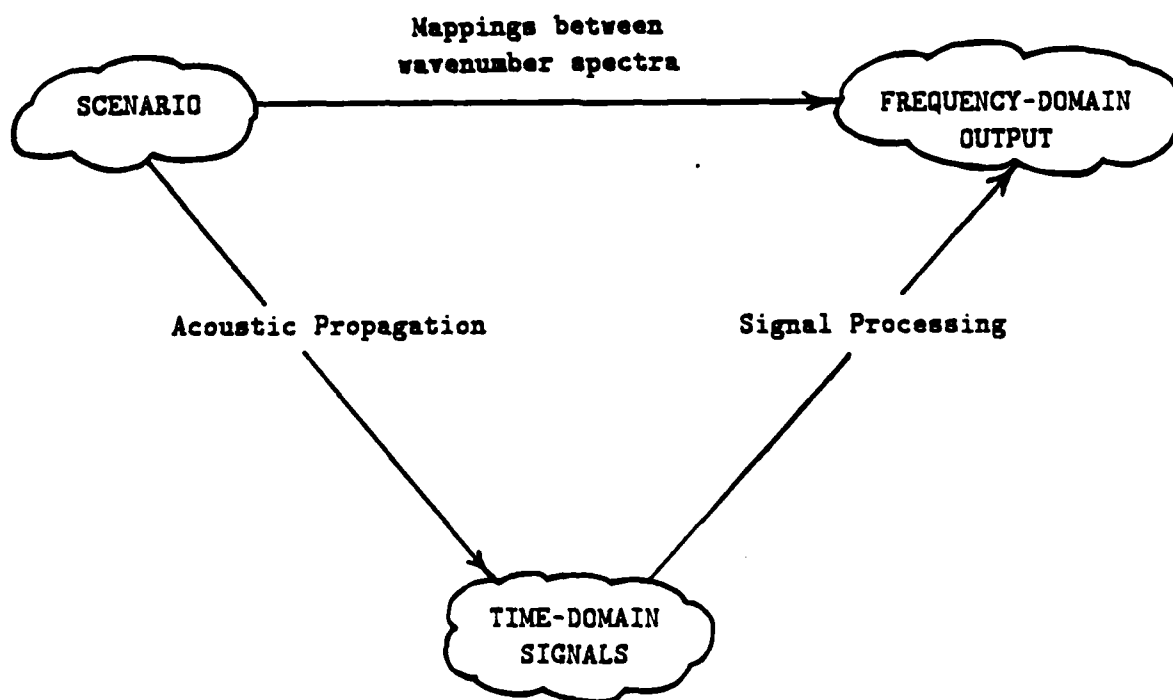 Mappings between
wavenumber spectra
SCENARIO
FREQUENCY-DOMAIN
OUTPUT
Acoustic Propagation
Signal Processing
TIME-DOMAIN
SIGNALS